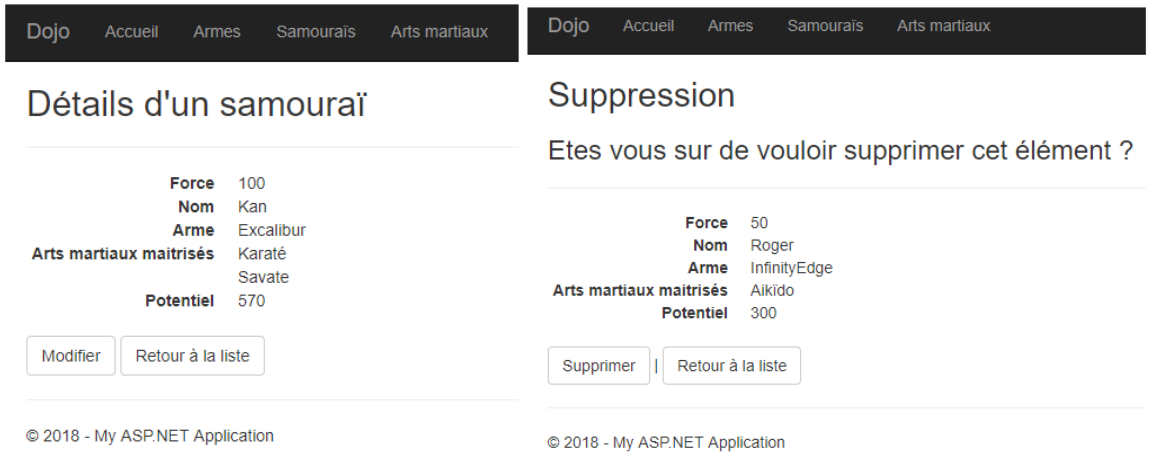 Dojo Accueil Armes Samouraïs Arts martiaux
Détails d'un samouraï
Force 100
Nom Kan
Arme Excalibur
Arts martiaux maitrisés Karaté
Savate
Potentiel 570
Modifier Retour à la liste
© 2018 - My ASP.NET Application
Dojo Accueil Armes Samouraïs Arts martiaux
Suppression
Etes vous sur de vouloir supprimer cet élément ?
Force 50
Nom Roger
Arme InfinityEdge
Arts martiaux maitrisés Aikïdo
Potentiel 300
Supprimer | Retour à la liste
© 2018 - My ASP.NET Application